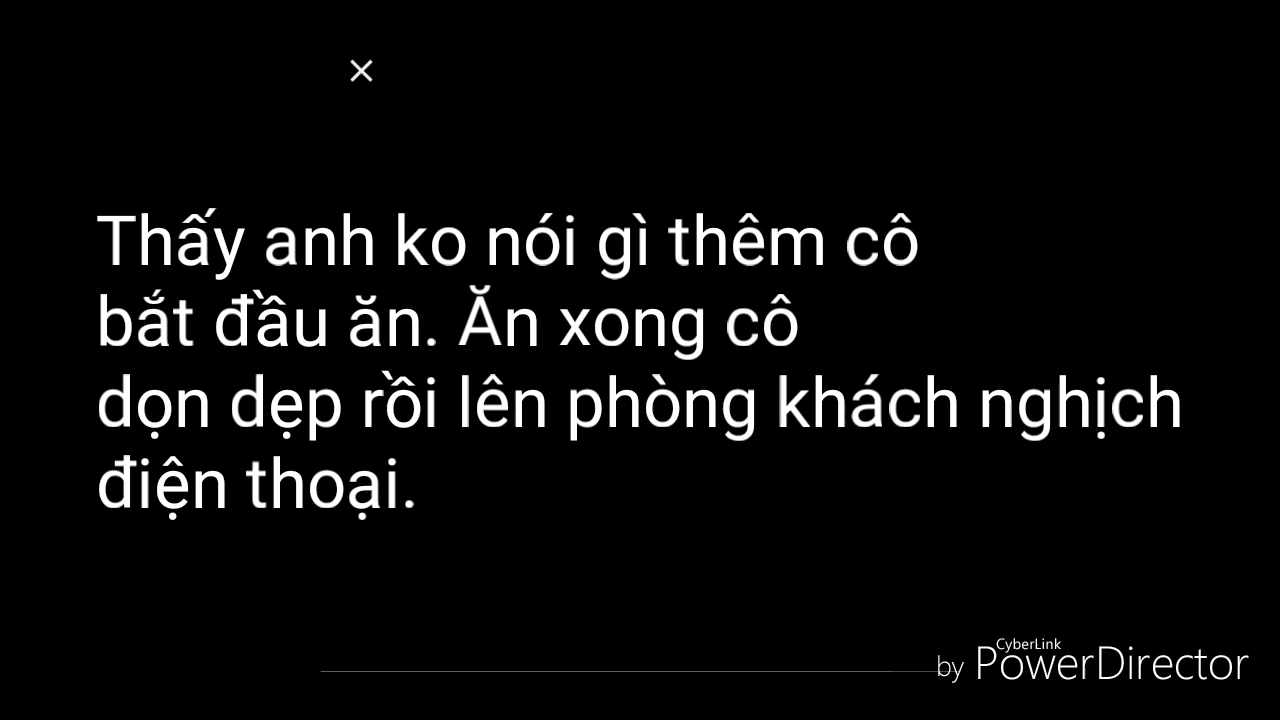 Thấy anh ko nói gì thêm cô
bắt đầu ăn. Ăn xong cô
dọn dẹp rồi lên phòng khách nghịch
điện thoại.
by CyberLink PowerDirector